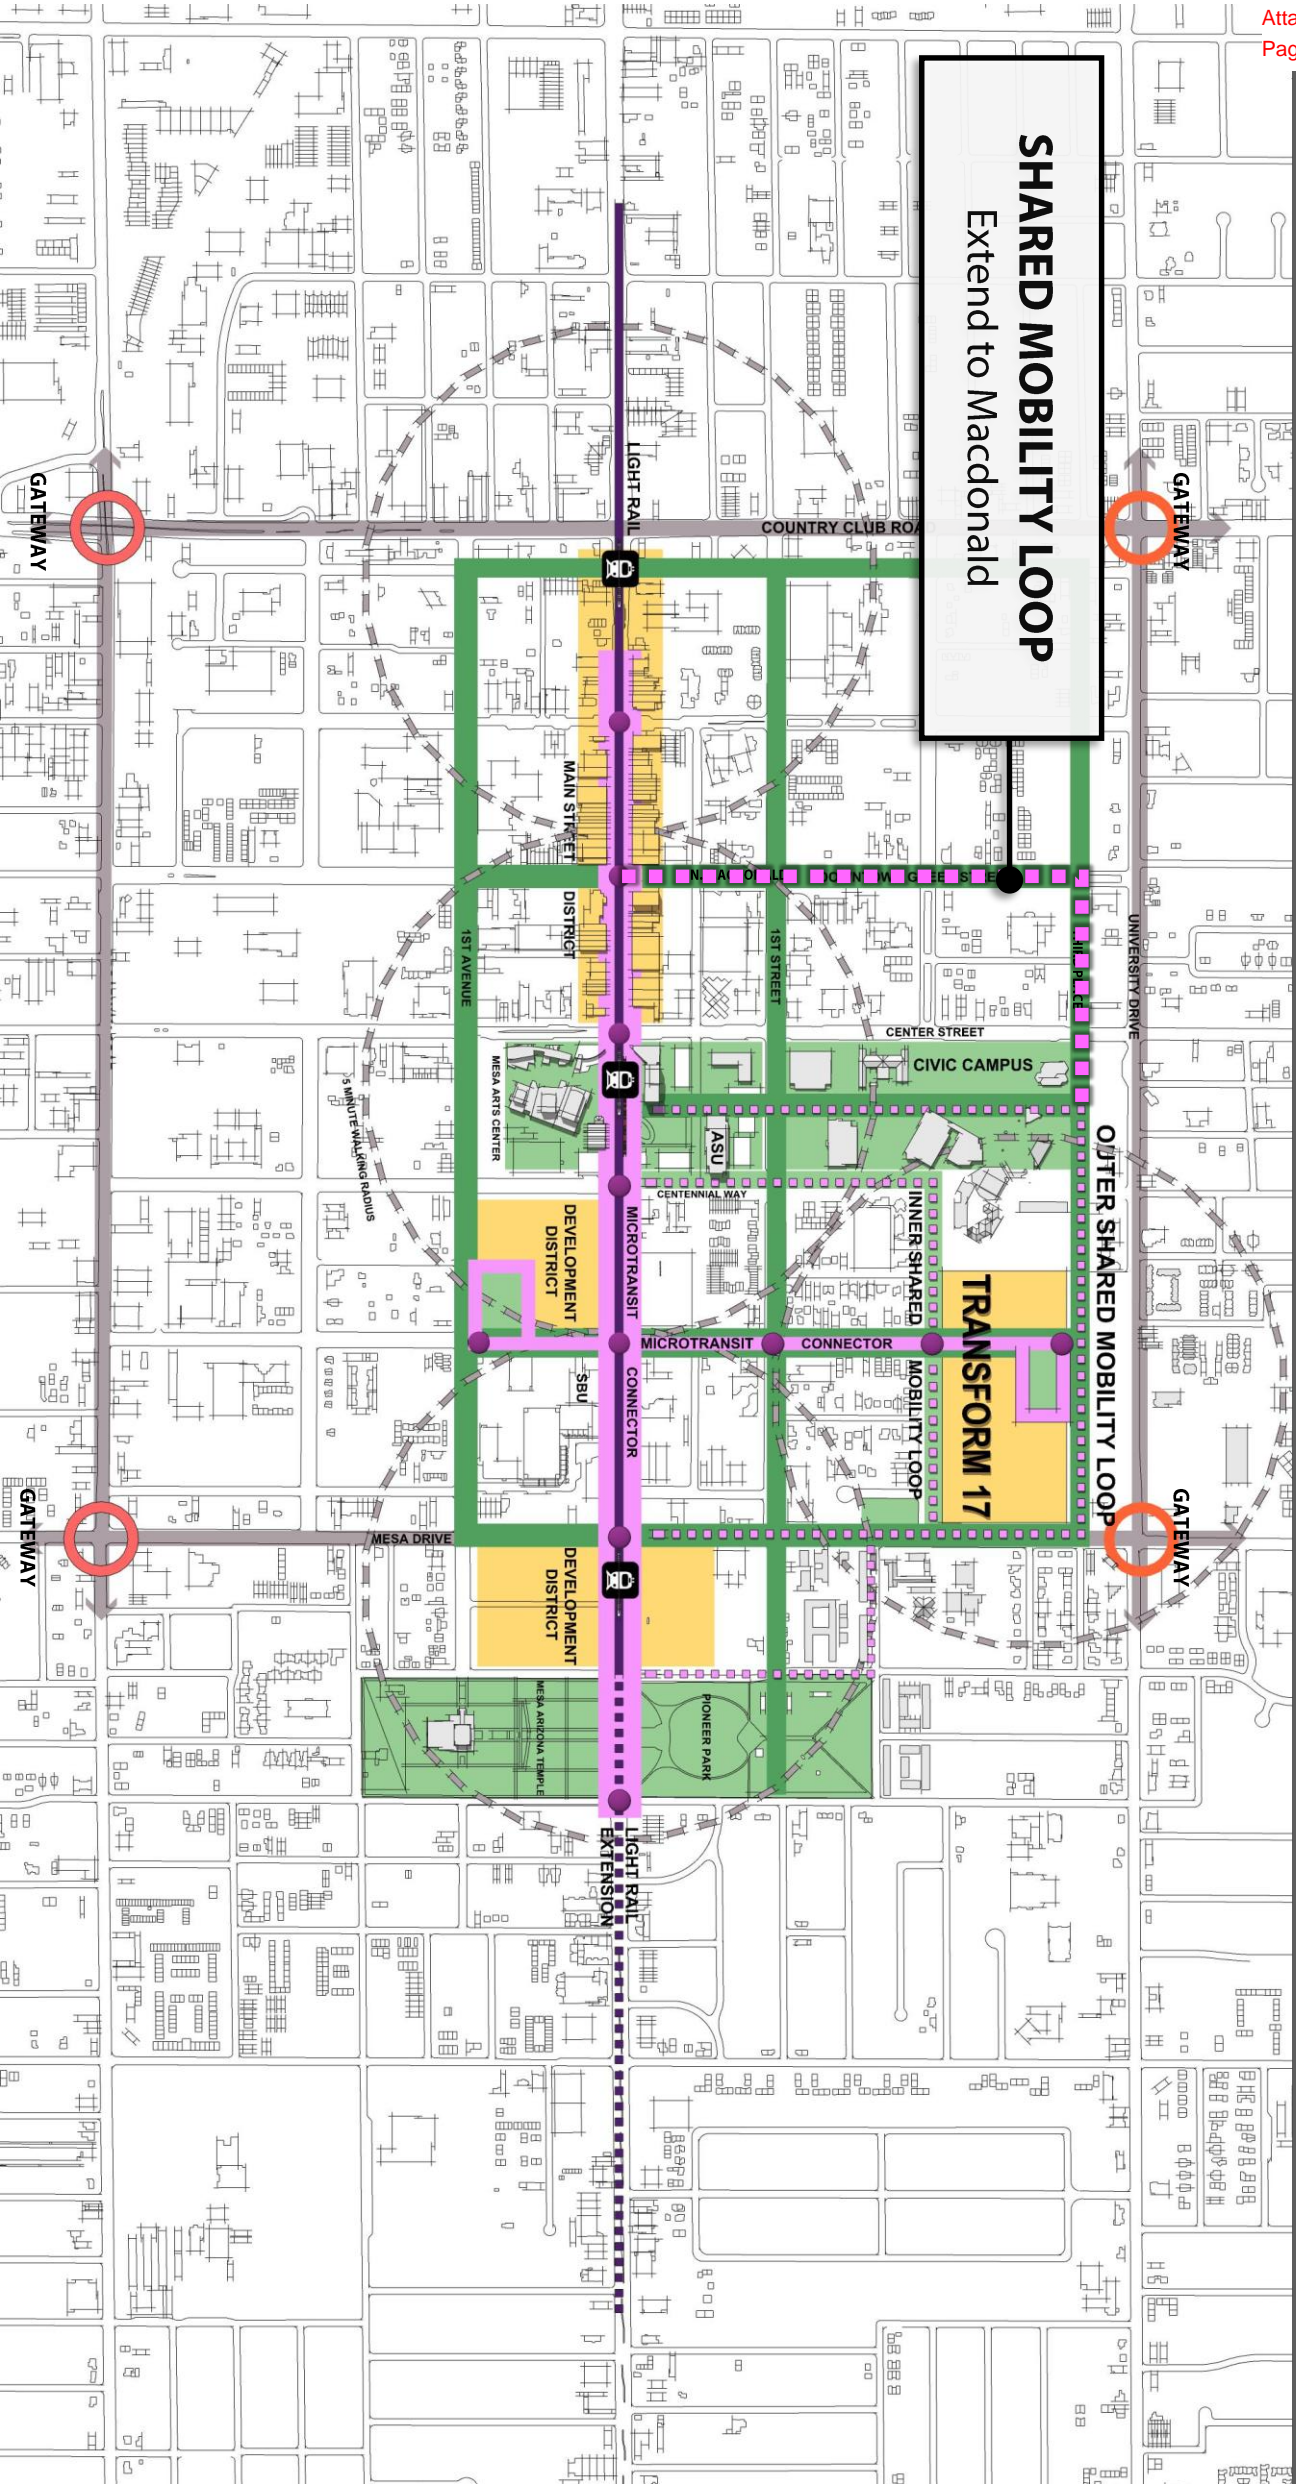 Atta
Pag
SHARED MOBILITY LOOP
Extend to Macdonald
GATEWAY
GATEWAY
LIGHT RAIL
COUNTRY CLUB ROAD
MAIN STREET
DISTRICT
1ST AVENUE
1ST STREET
UNIVERSITY DRIVE
CENTER STREET
CIVIC CAMPUS
MESA ARTS CENTER
ASU
5 MINUTE WALKING RADIUS
CENTENNIAL WAY
OUTER SHARED MOBILITY LOOP
INNER SHARED
MOBILITY LOOP
DEVELOPMENT
DISTRICT
MICROTRANSIT
CONNECTOR
MICROTRANSIT
CONNECTOR
TRANSFORM 17
SBU
GATEWAY
GATEWAY
MESA DRIVE
DEVELOPMENT
DISTRICT
MESA ARIZONA TEMPLE
PIONEER PARK
LIGHT RAIL
EXTENSION